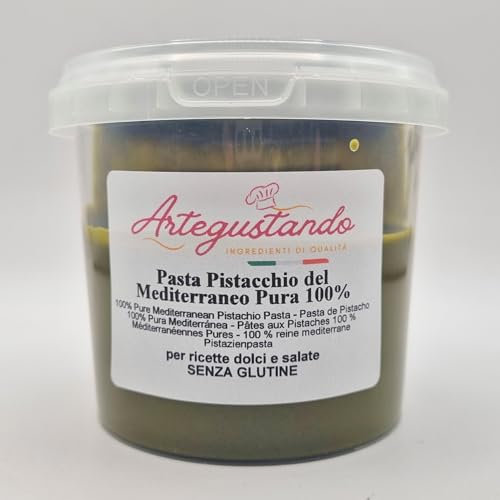 OPEN
Artegustando
INGREDIENTI DI QUALITÀ
Pasta Pistacchio del
Mediterraneo Pura 100%
100% Pure Mediterranean Pistachio Pasta - Pasta de Pistacho
100% Pura Mediterránea - Pâtes aux Pistaches 100 %
Méditerranéennes Pures - 100 % reine mediterrane
Pistazienpasta
per ricette dolci e salate
SENZA GLUTINE